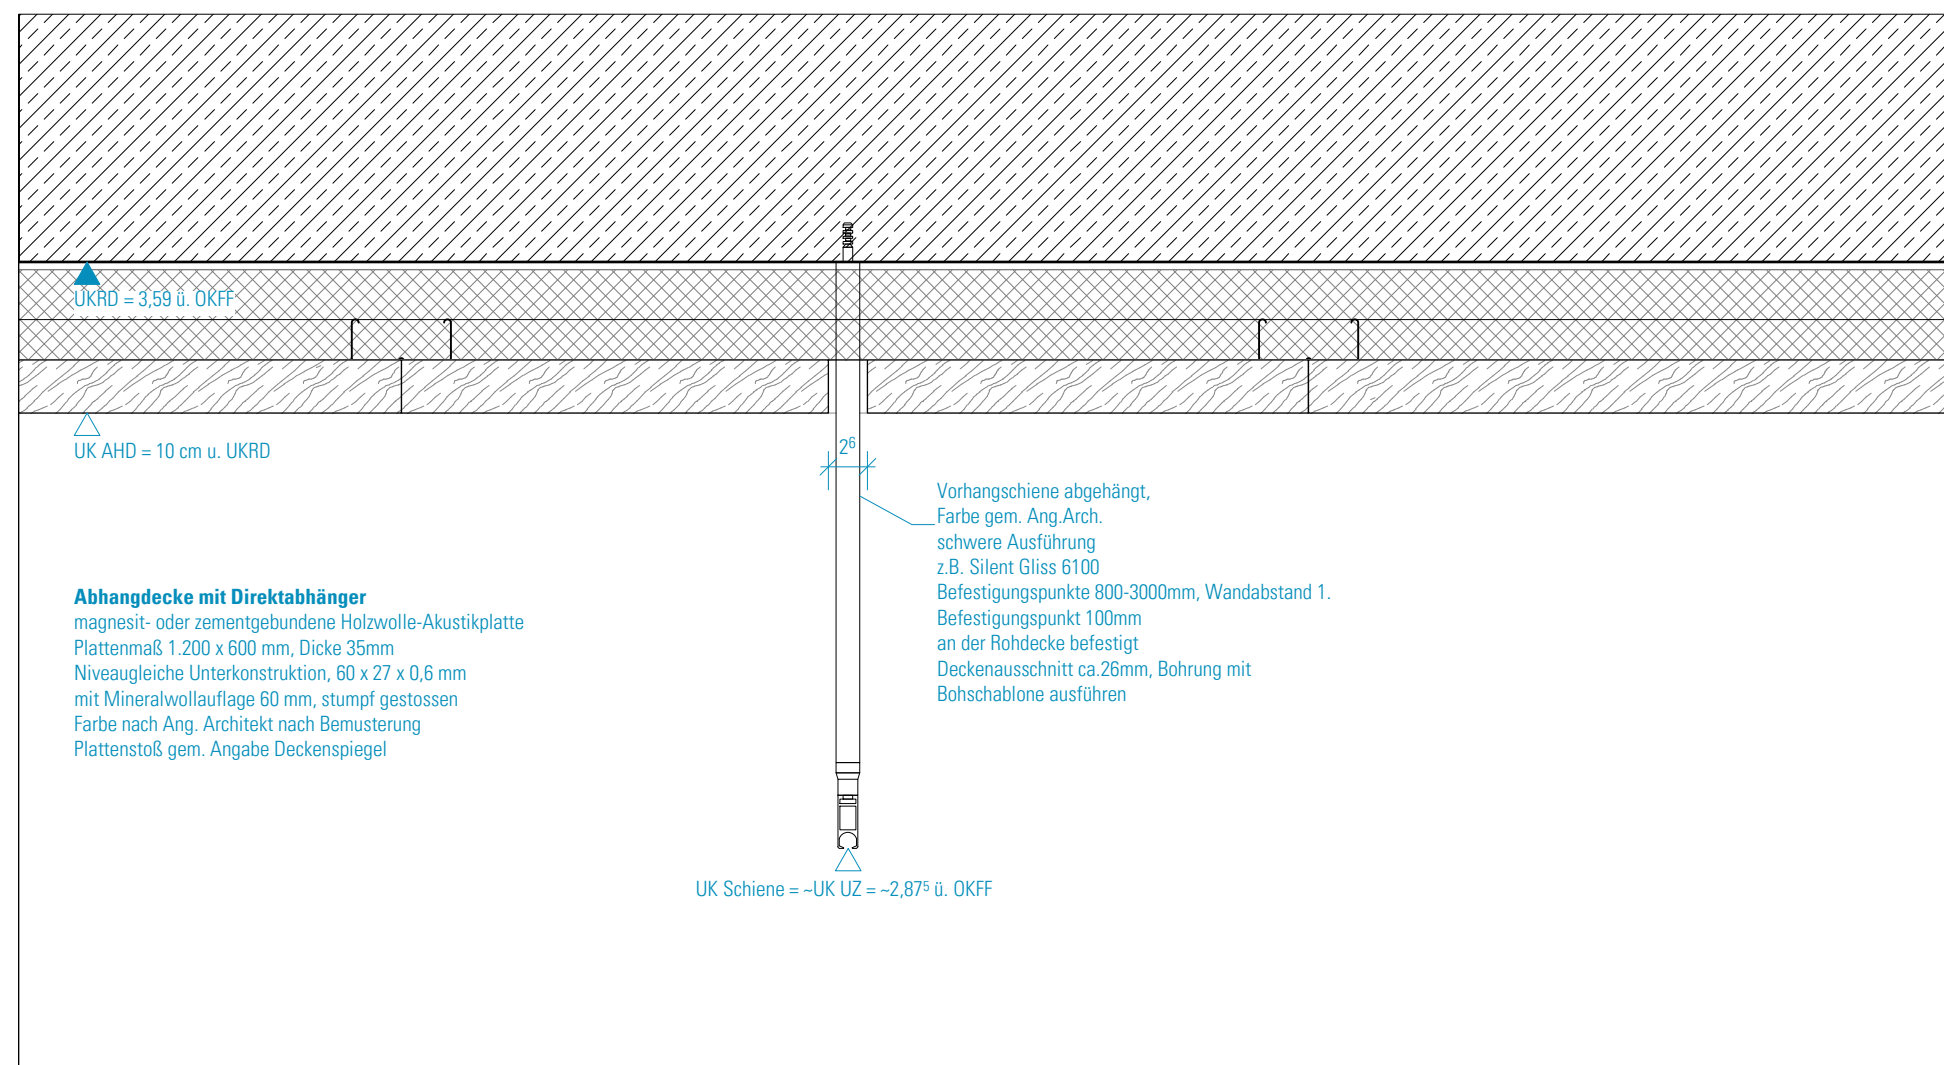 UKRD = 3,59 ü. OKFF
UK AHD = 10 cm u. UKRD
2⁶
Vorhangschiene abgehängt,
Farbe gem. Ang.Arch.
schwere Ausführung
z.B. Silent Gliss 6100
Befestigungspunkte 800-3000mm, Wandabstand 1.
Befestigungspunkt 100mm
an der Rohdecke befestigt
Deckenausschnitt ca.26mm, Bohrung mit
Bohschablone ausführen
Abhangdecke mit Direktabhänger
magnesit- oder zementgebundene Holzwolle-Akustikplatte
Plattenmaß 1.200 x 600 mm, Dicke 35mm
Niveaugleiche Unterkonstruktion, 60 x 27 x 0,6 mm
mit Mineralwollauflage 60 mm, stumpf gestossen
Farbe nach Ang. Architekt nach Bemusterung
Plattenstoß gem. Angabe Deckenspiegel
UK Schiene = ~UK UZ = ~2,87⁵ ü. OKFF